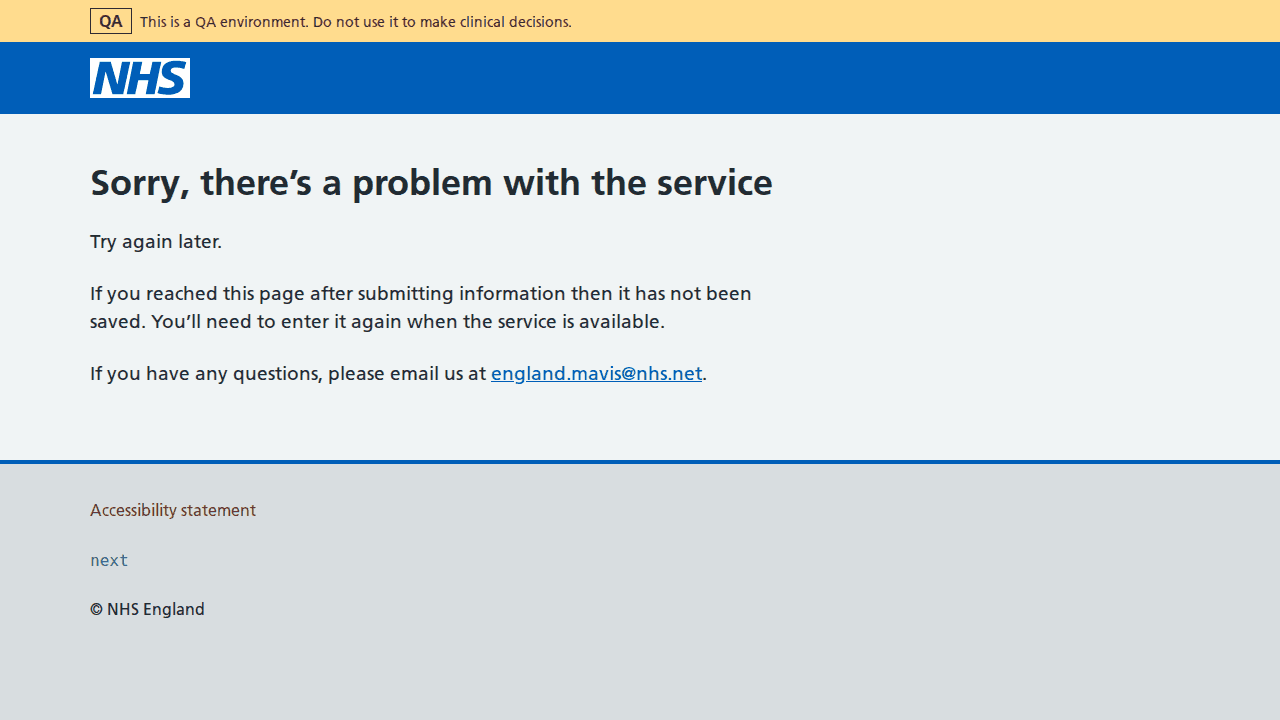 QA This is a QA environment. Do not use it to make clinical decisions.
NHS
Sorry, there’s a problem with the service
Try again later.
If you reached this page after submitting information then it has not been
saved. You’ll need to enter it again when the service is available.
If you have any questions, please email us at england.mavis@nhs.net.
Accessibility statement
next
© NHS England